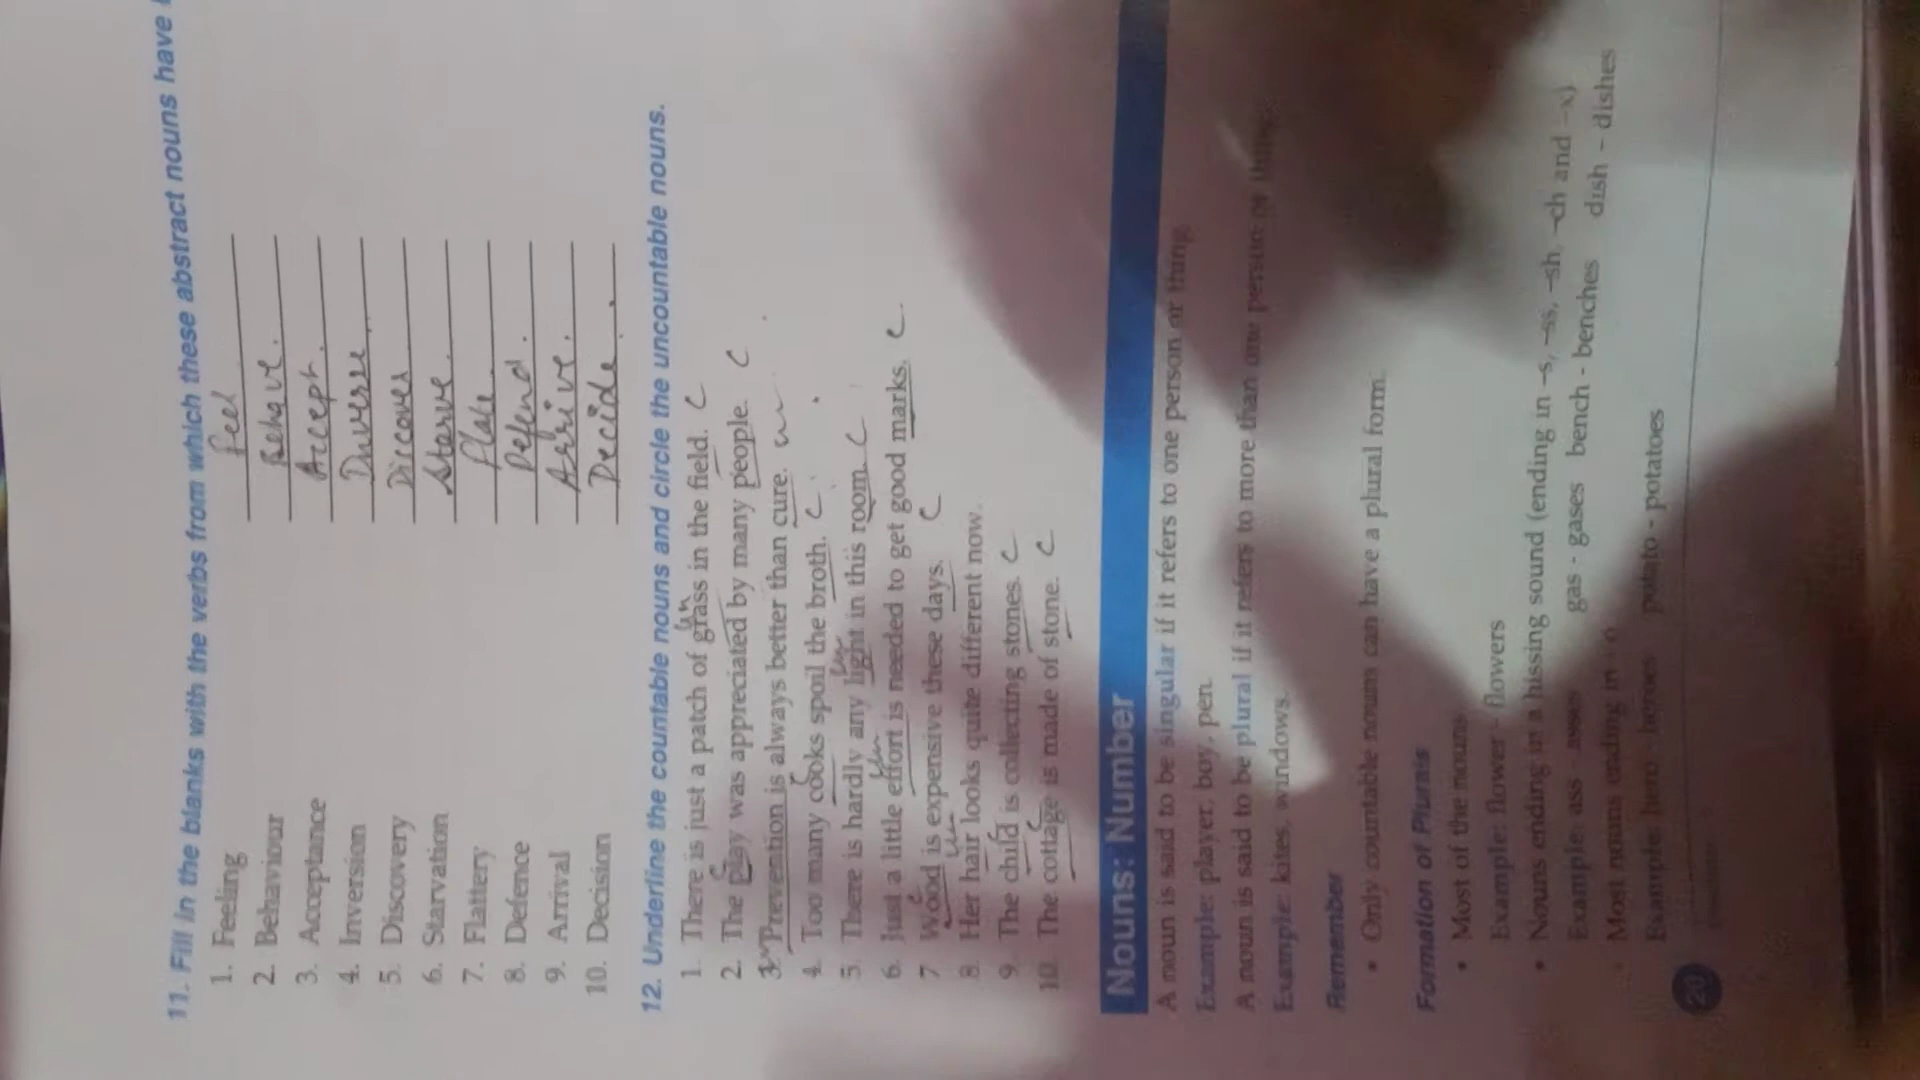 11. Fill in the blanks with the verbs from which these abstract nouns have
1. Feeling feel
2. Behaviour Behave.
3. Acceptance Accept.
4. Inversion
5. Discovery Discover
6. Starvation Starve.
7. Flattery
8. Defence Defend.
9. Arrival Arrive.
10. Decision Decide.
12. Underline the countable nouns and circle the uncountable nouns.
1. There is just a patch of grass in the field. C
un
2. The play was appreciated by many people. C
C
3. Prevention is always better than cure.
4. Too many cooks spoil the broth. C
5. There is hardly any light in this room. C
un
6. Just a little effort is needed to get good marks. C
un
7. Wood is expensive these days. C
8. Her hair looks quite different now.
un
9. The child is collecting stones. C
C
10. The cottage is made of stone. C
C
Nouns: Number
A noun is said to be singular if it refers to one person or thing.
Example: player, boy, pen.
A noun is said to be plural if it refers to more than one person or thing.
Example: kites, windows.
Remember
• Only countable nouns can have a plural form.
Formation of Plurals
• Most of the nouns
Example: flower - flowers
• Nouns ending in a hissing sound (ending in –s, –ss, –sh, –ch and –x)
Example: ass - asses gas - gases bench - benches dish – dishes
• Most nouns ending in –o
Example: hero - heroes potato - potatoes
20